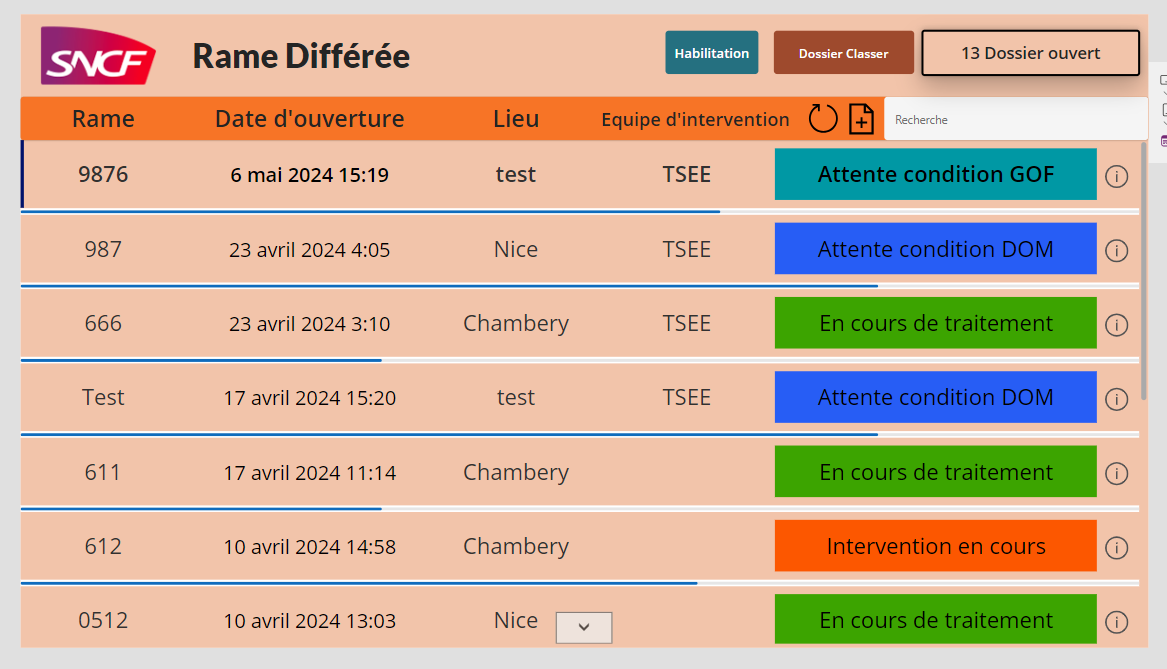 SNCF
Rame Différée
Habilitation
Dossier Classer
13 Dossier ouvert
Rame Date d'ouverture Lieu Equipe d'intervention Recherche
9876 6 mai 2024 15:19 test TSEE Attente condition GOF
987 23 avril 2024 4:05 Nice TSEE Attente condition DOM
666 23 avril 2024 3:10 Chambery TSEE En cours de traitement
Test 17 avril 2024 15:20 test TSEE Attente condition DOM
611 17 avril 2024 11:14 Chambery En cours de traitement
612 10 avril 2024 14:58 Chambery Intervention en cours
0512 10 avril 2024 13:03 Nice En cours de traitement